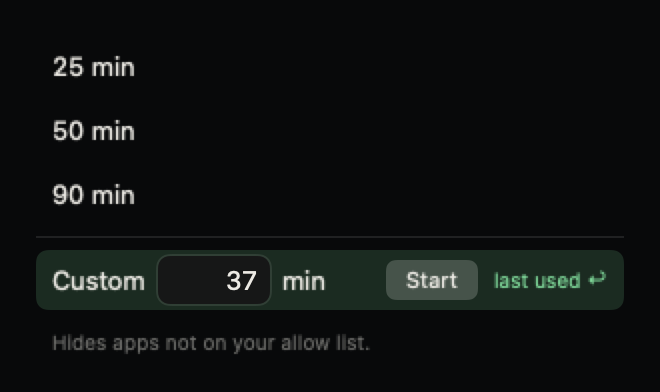 25 min
50 min
90 min
Custom 37 min Start last used ↩
Hides apps not on your allow list.